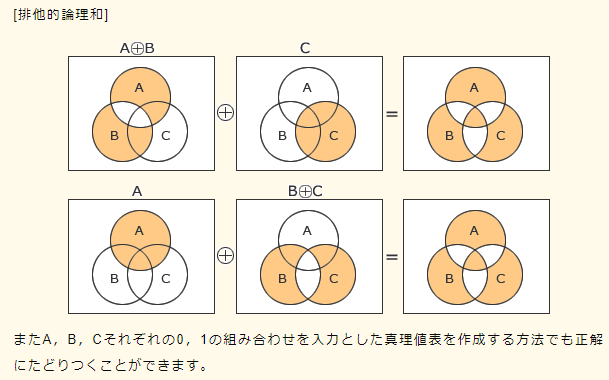 [排他的論理和]
A⊕B C
A A A
⊕ =
B C B C B C
A B⊕C
A A A
⊕ =
B C B C B C
またA，B，Cそれぞれの0，1の組み合わせを入力とした真理値表を作成する方法でも正解
にたどりつくことができます。